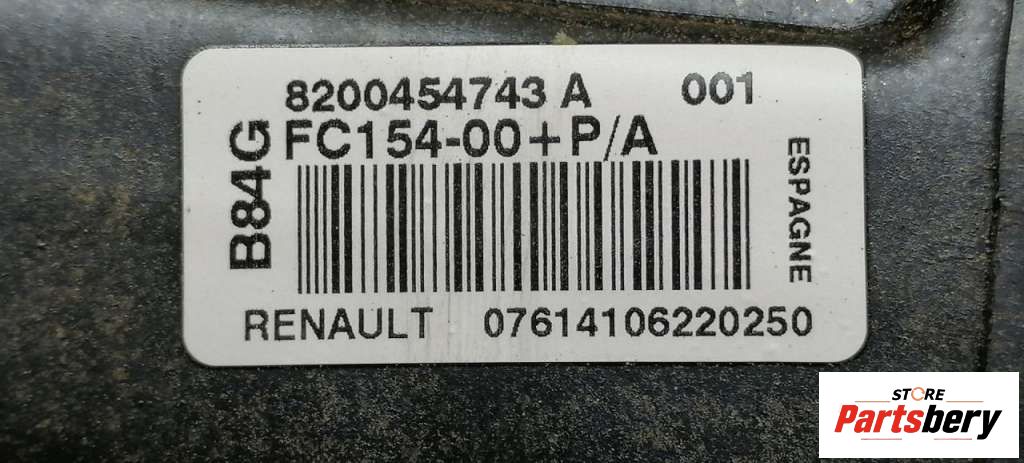 8200454743 A 001
FC154-00+P/A
B84G
ESPAGNE
RENAULT 07614106220250
STORE
Partsbery